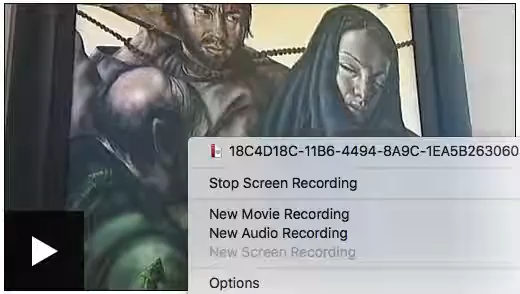 18C4D18C-11B6-4494-8A9C-1EA5B263060
Stop Screen Recording
New Movie Recording
New Audio Recording
New Screen Recording
Options